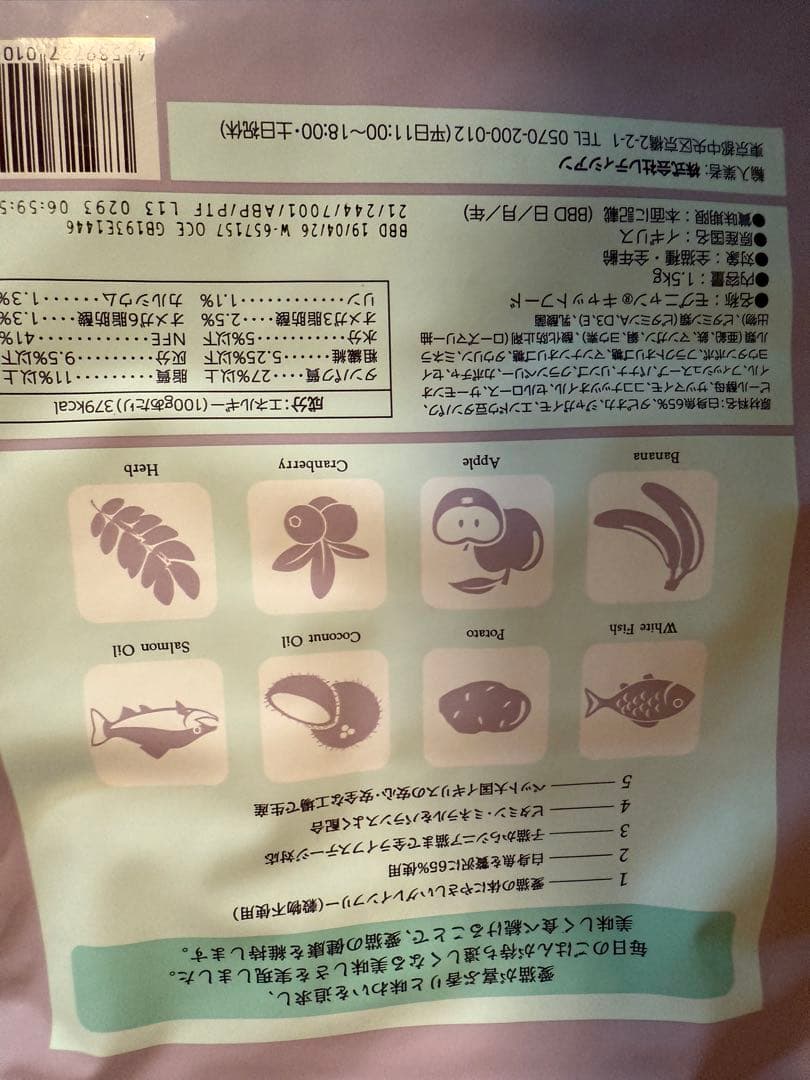 愛猫が喜ぶ香りと味わいを追求し、
毎日のごはんが待ち遠しくなる美味しさを実現しました。
美味しく食べ続けることで、愛猫の健康を維持します。
1 愛猫の体にやさしいグレインフリー(穀物不使用)
2 白身魚を贅沢に65%使用
3 子猫からシニア猫まで全ライフステージ対応
4 ビタミン・ミネラルをバランスよく配合
5 ペット大国イギリスの安心・安全な工場で生産
White Fish Potato Coconut Oil Salmon Oil
Banana Apple Cranberry Herb
原材料名:白身魚65%、タピオカ、ジャガイモ、エンドウ豆タンパク、
ビール酵母、サツマイモ、ココナッツオイル、セルロース、サーモンオ
イル、フィッシュスープ、バナナ、リンゴ、クランベリー、カボチャ、セイ
ヨウタンポポ、フラクトオリゴ糖、マンナンオリゴ糖、タウリン、ミネラ
ル類(亜鉛、鉄、マンガン、銅、ヨウ素)、酸化防止剤(ローズマリー抽
出物)、ビタミン類(ビタミンA、D3、E)、乳酸菌
●名称:モグニャン®キャットフード
●内容量:1.5kg
●対象:全猫種・全年齢
●原産国名:イギリス
●賞味期限:本面に記載 (BBD 日/月/年)
成分:エネルギー(100gあたり)379kcal
タンパク質・・・27%以上 脂質・・・・・・・・11%以上
粗繊維・・・・・5.25%以下 灰分・・・・・・・・9.5%以下
水分・・・・・・・・・5%以下 NFE・・・・・・・・・・41%
オメガ3脂肪酸・・・・2.5% オメガ6脂肪酸・・・・1.3%
リン・・・・・・・・・・・・1.1% カルシウム・・・・・・1.3%
BBD 19/04/26 W-657157 OCE GB193E1446
21/244/7001/ABP/PTF L13 0293 06:59:5
輸入業者:株式会社レティシアン
東京都中央区京橋2-2-1 TEL 0570-200-012(平日11:00〜18:00・土日祝休)